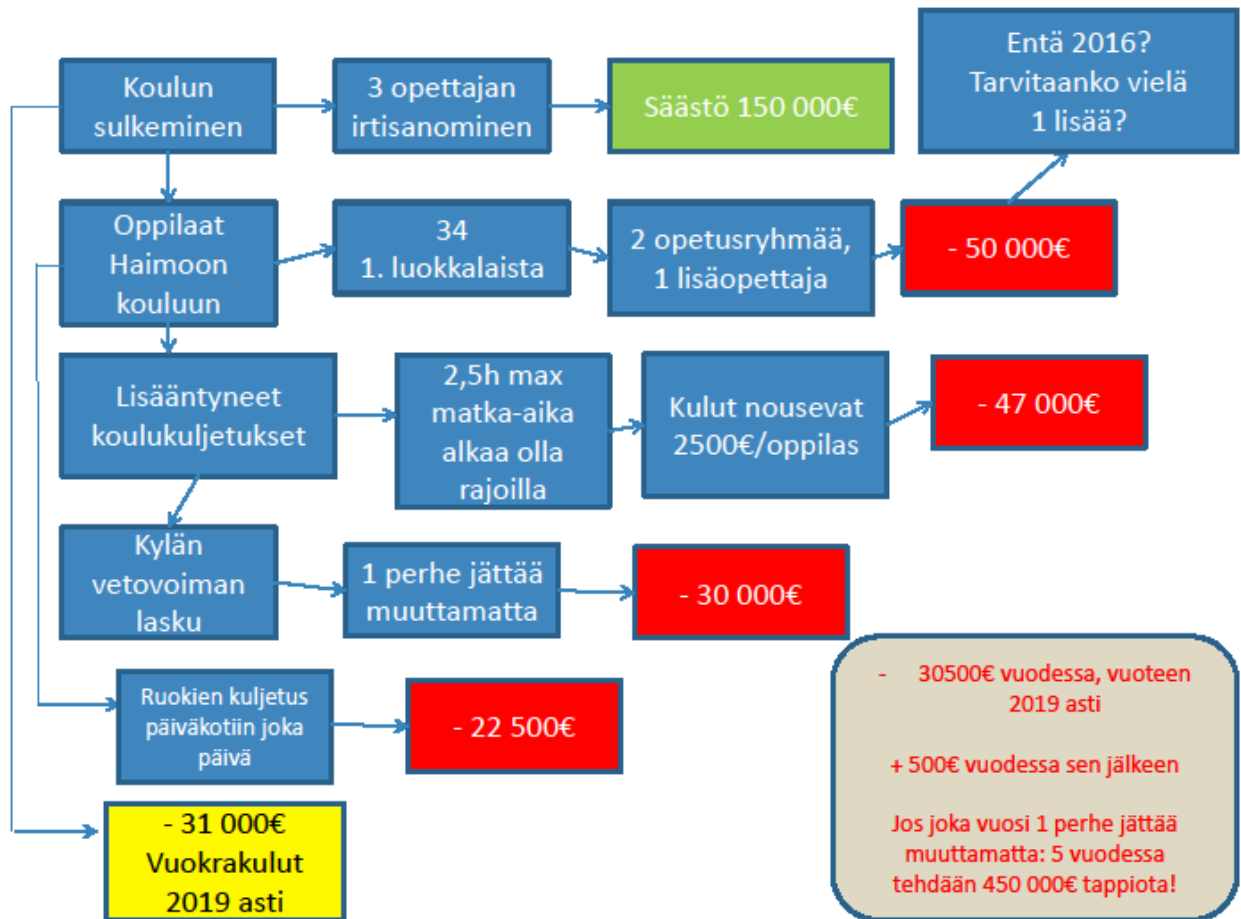 Koulun
sulkeminen
3 opettajan
irtisanominen
Säästö 150 000€
Entä 2016?
Tarvitaanko vielä
1 lisää?
Oppilaat
Haimoon
kouluun
34
1. luokkalaista
2 opetusryhmää,
1 lisäopettaja
- 50 000€
Lisääntyneet
koulukuljetukset
2,5h max
matka-aika
alkaa olla
rajoilla
Kulut nousevat
2500€/oppilas
- 47 000€
Kylän
vetovoiman
lasku
1 perhe jättää
muuttamatta
- 30 000€
Ruokien kuljetus
päiväkotiin joka
päivä
- 22 500€
- 31 000€
Vuokrakulut
2019 asti
- 30500€ vuodessa, vuoteen
2019 asti
+ 500€ vuodessa sen jälkeen
Jos joka vuosi 1 perhe jättää
muuttamatta: 5 vuodessa
tehdään 450 000€ tappiota!